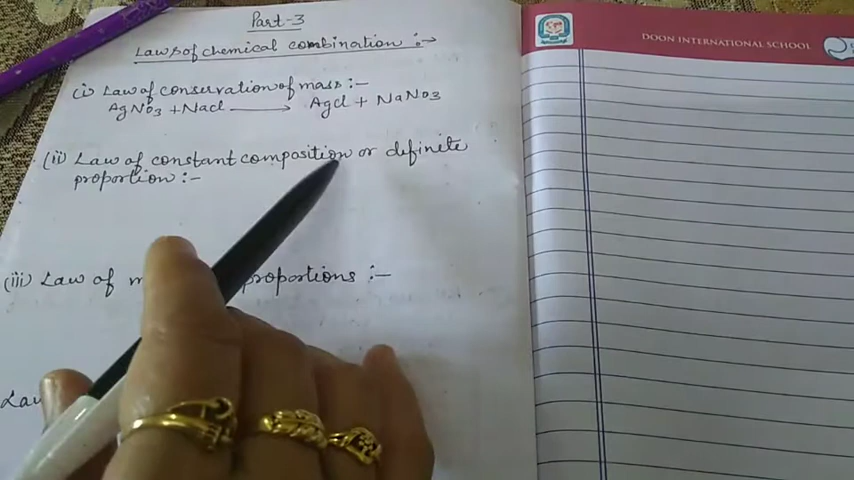 Part-3
Laws of chemical combination :→
(i) Law of conservation of mass :-
AgNO3 + Nacl → AgCl + NaNO3
(ii) Law of constant composition or definite
proportion :-
(iii) Law of proportions :-
Law
DOON INTERNATIONAL SCHOOL